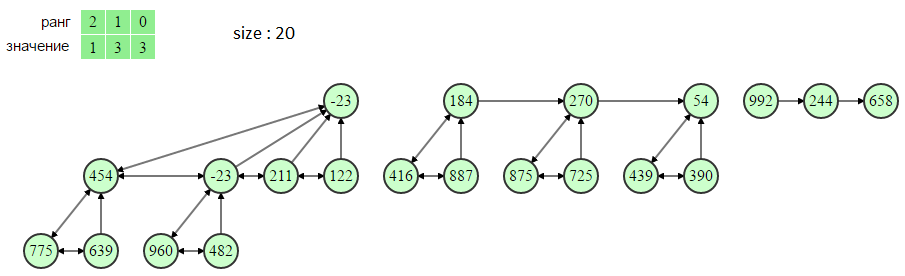 ранг 2 1 0
значение 1 3 3
size : 20
-23 184 270 54 992 244 658
454 -23 211 122 416 887 875 725 439 390
775 639 960 482